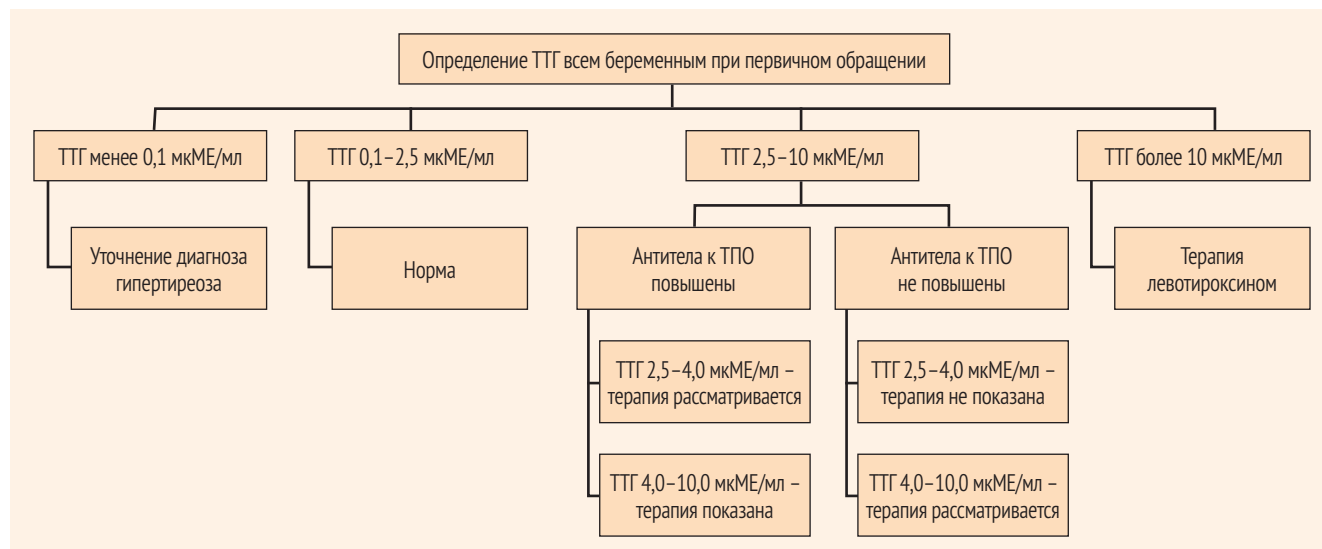 Определение ТТГ всем беременным при первичном обращении
ТТГ менее 0,1 мкМЕ/мл
ТТГ 0,1–2,5 мкМЕ/мл
ТТГ 2,5–10 мкМЕ/мл
ТТГ более 10 мкМЕ/мл
Уточнение диагноза
гипертиреоза
Норма
Антитела к ТПО
повышены
Антитела к ТПО
не повышены
Терапия
левотироксином
ТТГ 2,5–4,0 мкМЕ/мл –
терапия рассматривается
ТТГ 2,5–4,0 мкМЕ/мл –
терапия не показана
ТТГ 4,0–10,0 мкМЕ/мл –
терапия показана
ТТГ 4,0–10,0 мкМЕ/мл –
терапия рассматривается